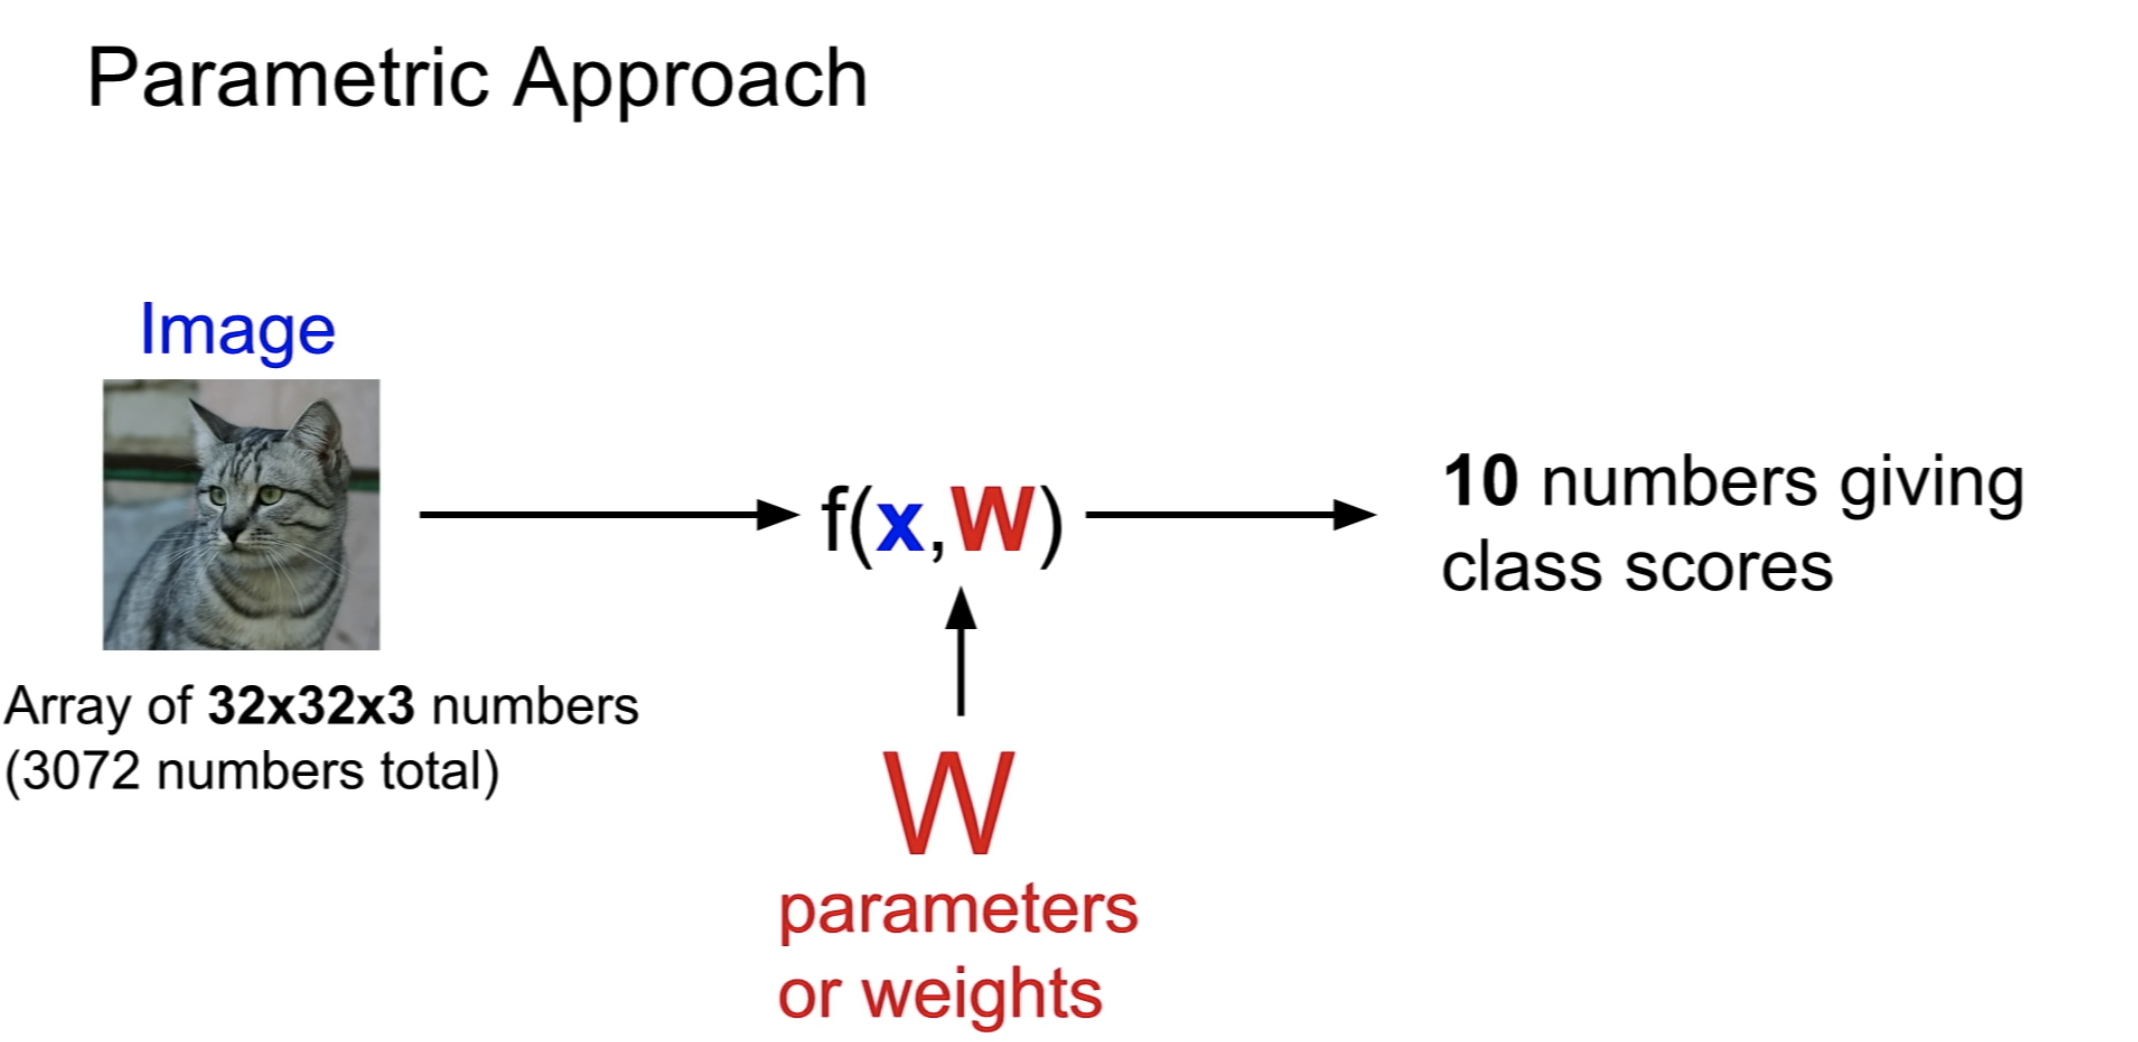 Parametric Approach
Image
f(x,W)
10 numbers giving
class scores
Array of 32x32x3 numbers
(3072 numbers total)
W
parameters
or weights